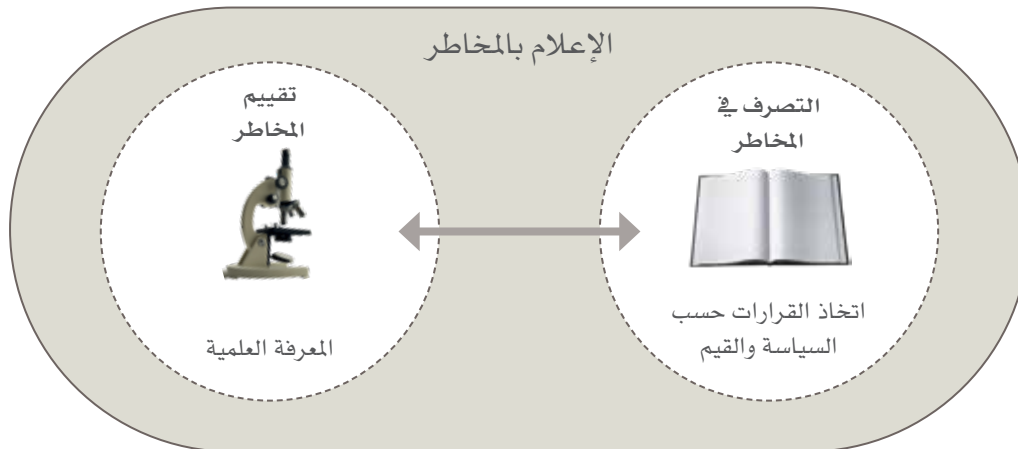 الإعلام بالمخاطر
التصرف في
المخاطر
اتخاذ القرارات حسب
السياسة والقيم
تقييم
المخاطر
المعرفة العلمية